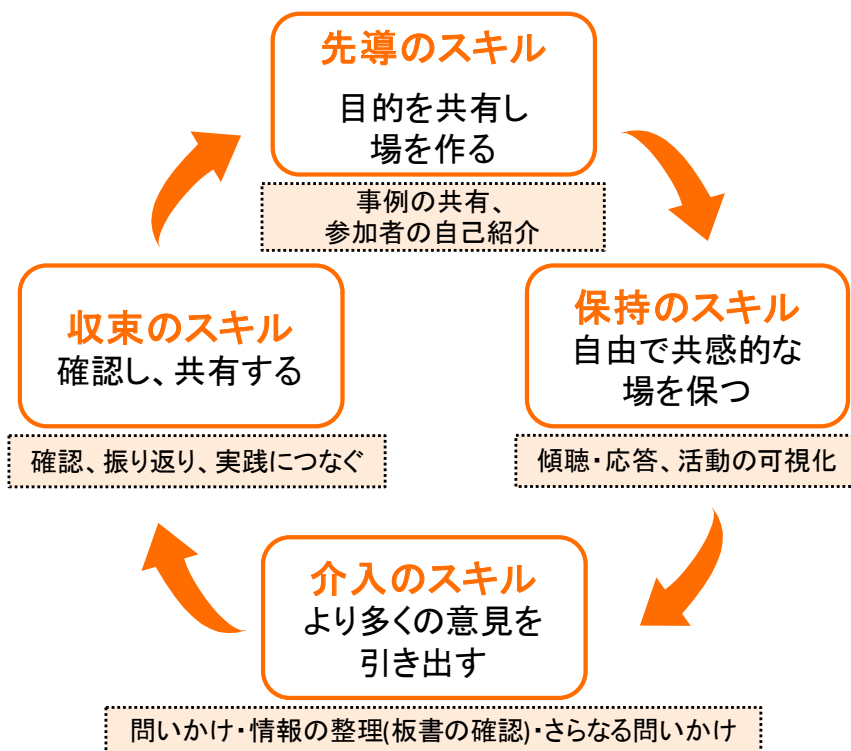 先導のスキル
目的を共有し
場を作る
事例の共有、
参加者の自己紹介
保持のスキル
自由で共感的な
場を保つ
傾聴・応答、活動の可視化
介入のスキル
より多くの意見を
引き出す
問いかけ・情報の整理(板書の確認)・さらなる問いかけ
収束のスキル
確認し、共有する
確認、振り返り、実践につなぐ